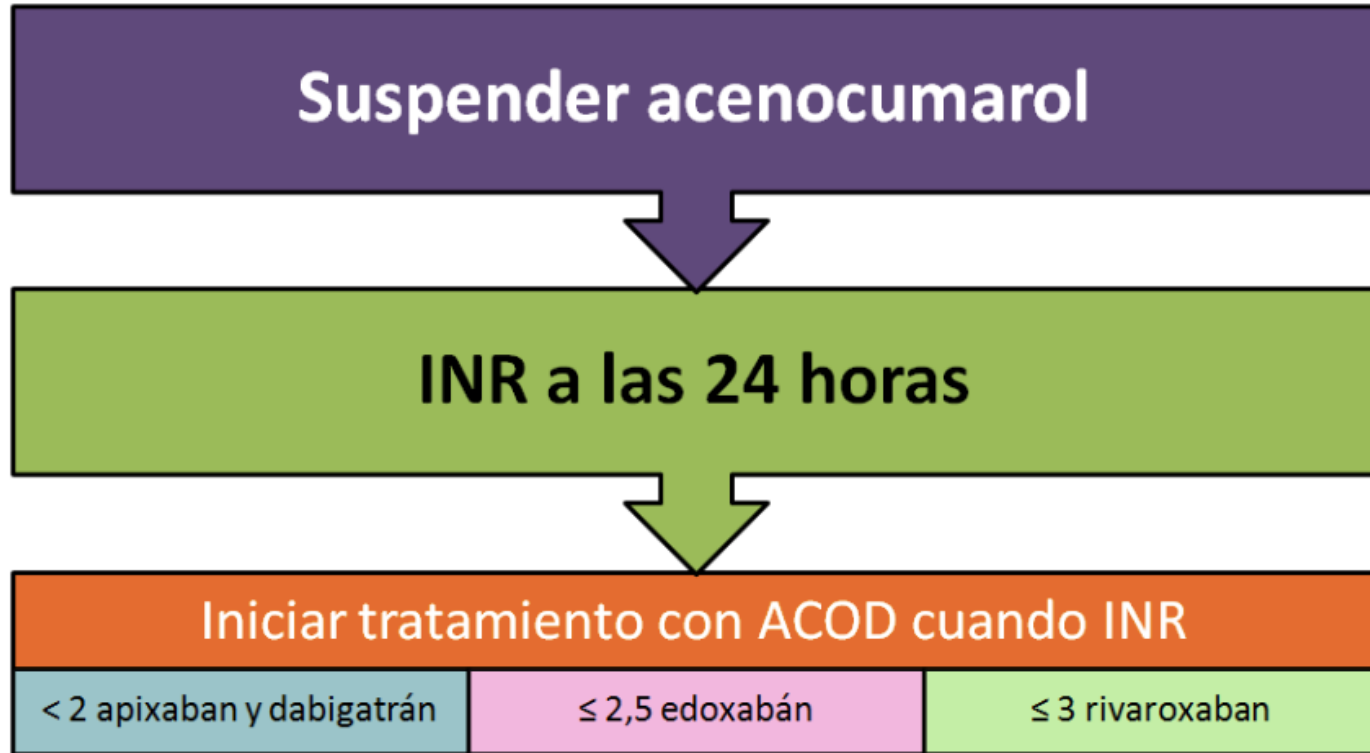 Suspender acenocumarol
INR a las 24 horas
Iniciar tratamiento con ACOD cuando INR
< 2 apixaban y dabigatrán
≤ 2,5 edoxabán
≤ 3 rivaroxaban